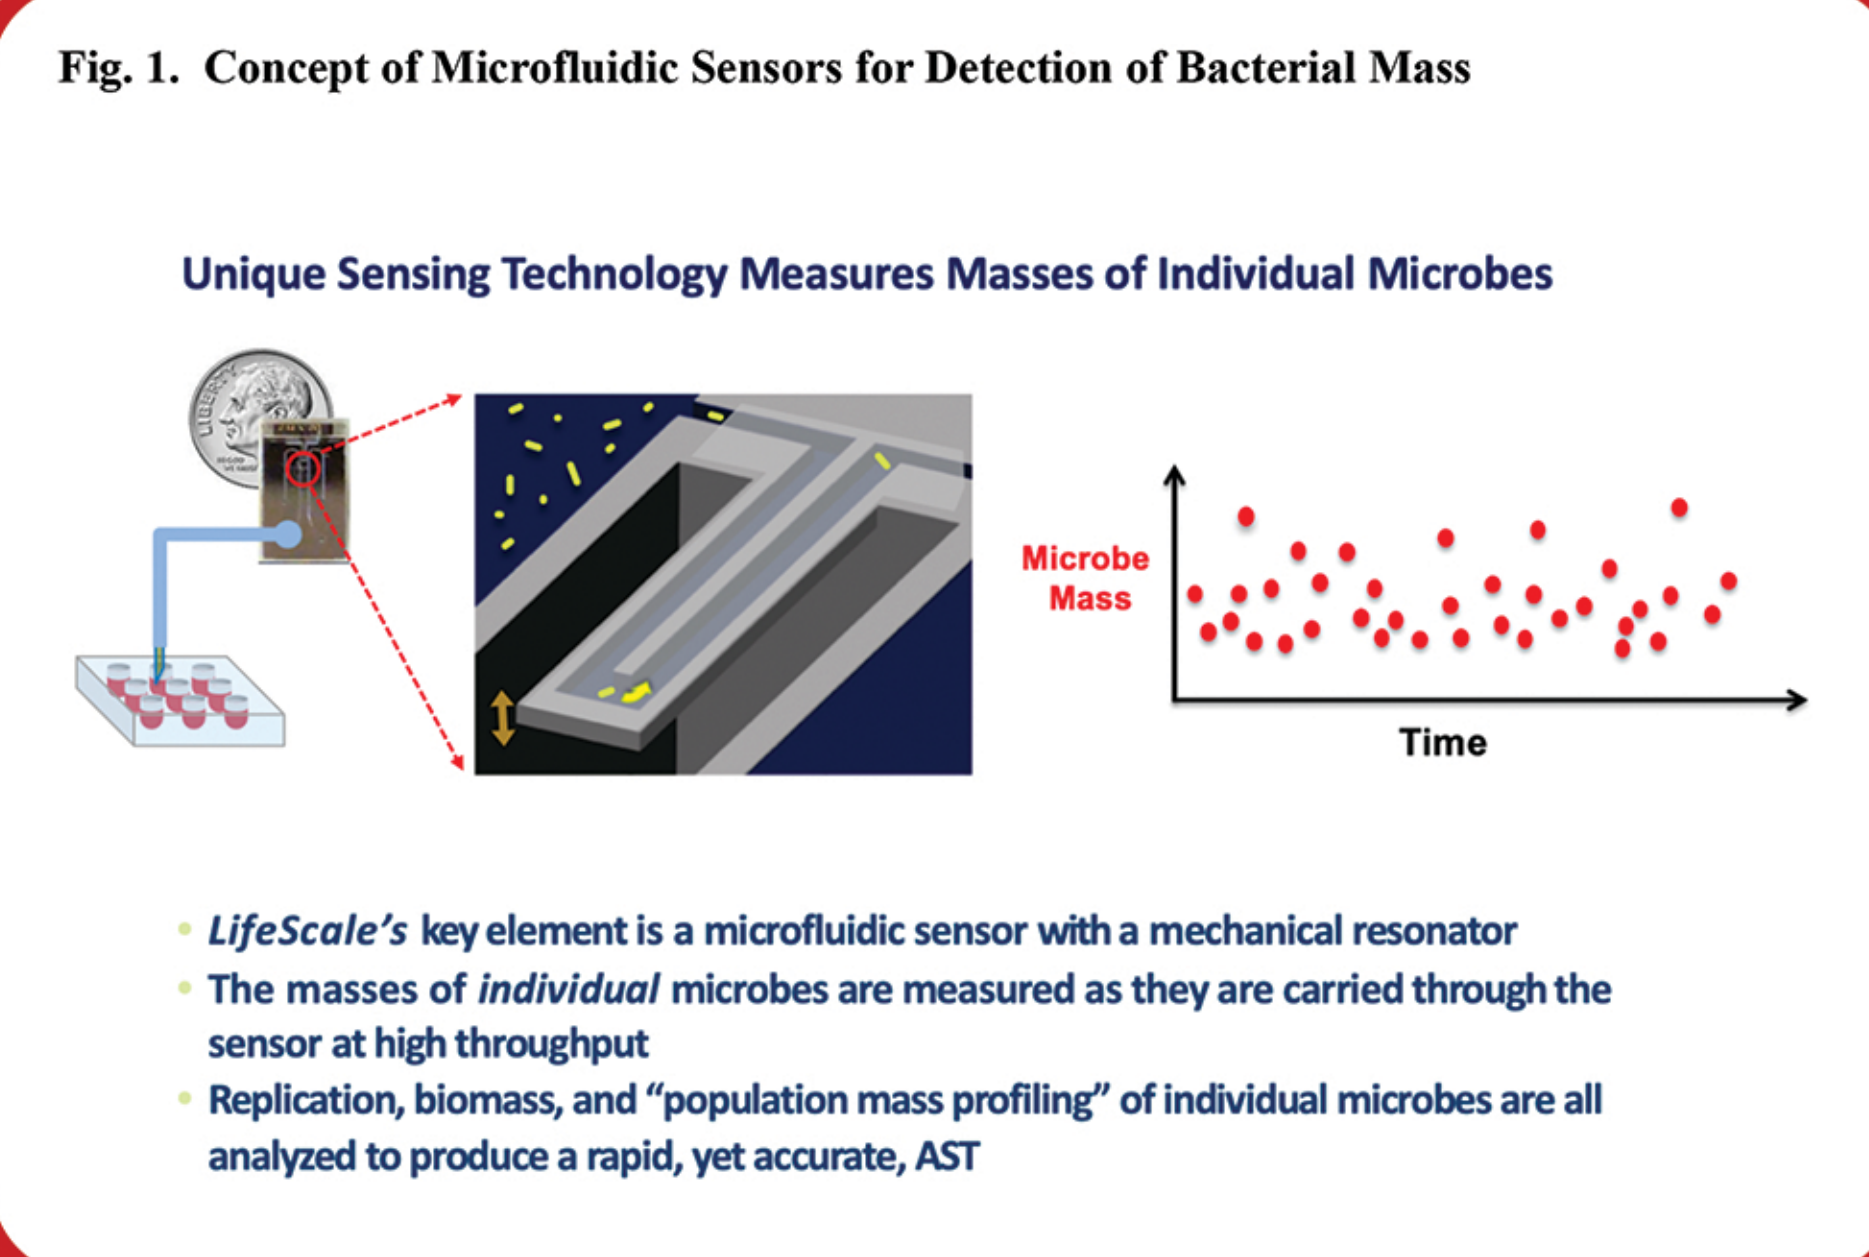 Fig. 1. Concept of Microfluidic Sensors for Detection of Bacterial Mass
Unique Sensing Technology Measures Masses of Individual Microbes
LIBERTY
Microbe
Mass
Time
• LifeScale’s key element is a microfluidic sensor with a mechanical resonator
• The masses of individual microbes are measured as they are carried through the
sensor at high throughput
• Replication, biomass, and “population mass profiling” of individual microbes are all
analyzed to produce a rapid, yet accurate, AST